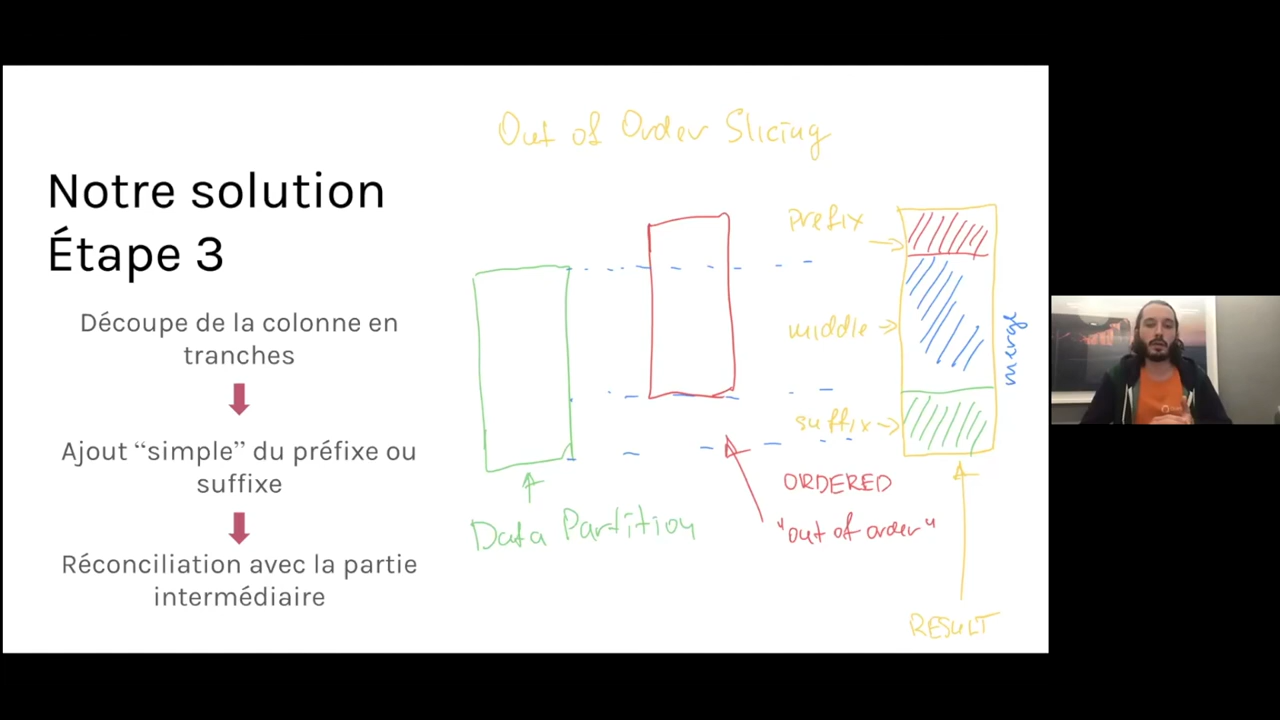 Out of Order Slicing
Notre solution
Étape 3
Découpe de la colonne en
tranches
Ajout “simple” du préfixe ou
suffixe
Réconciliation avec la partie
intermédiaire
prefix
middle
suffix
merge
Data Partition
ORDERED
"out of order"
RESULT